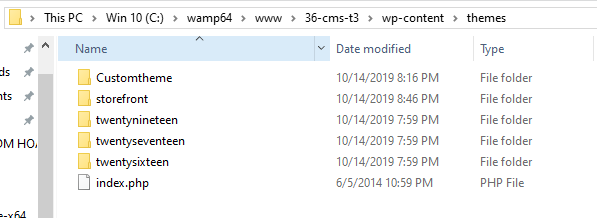 This PC > Win 10 (C:) > wamp64 > www > 36-cms-t3 > wp-content > themes
Name Date modified Type
Customtheme 10/14/2019 8:16 PM File folder
storefront 10/14/2019 8:46 PM File folder
twentynineteen 10/14/2019 7:59 PM File folder
twentyseventeen 10/14/2019 7:59 PM File folder
twentysixteen 10/14/2019 7:59 PM File folder
index.php 6/5/2014 10:59 PM PHP File
ds
nts
OM HOA
e-x64